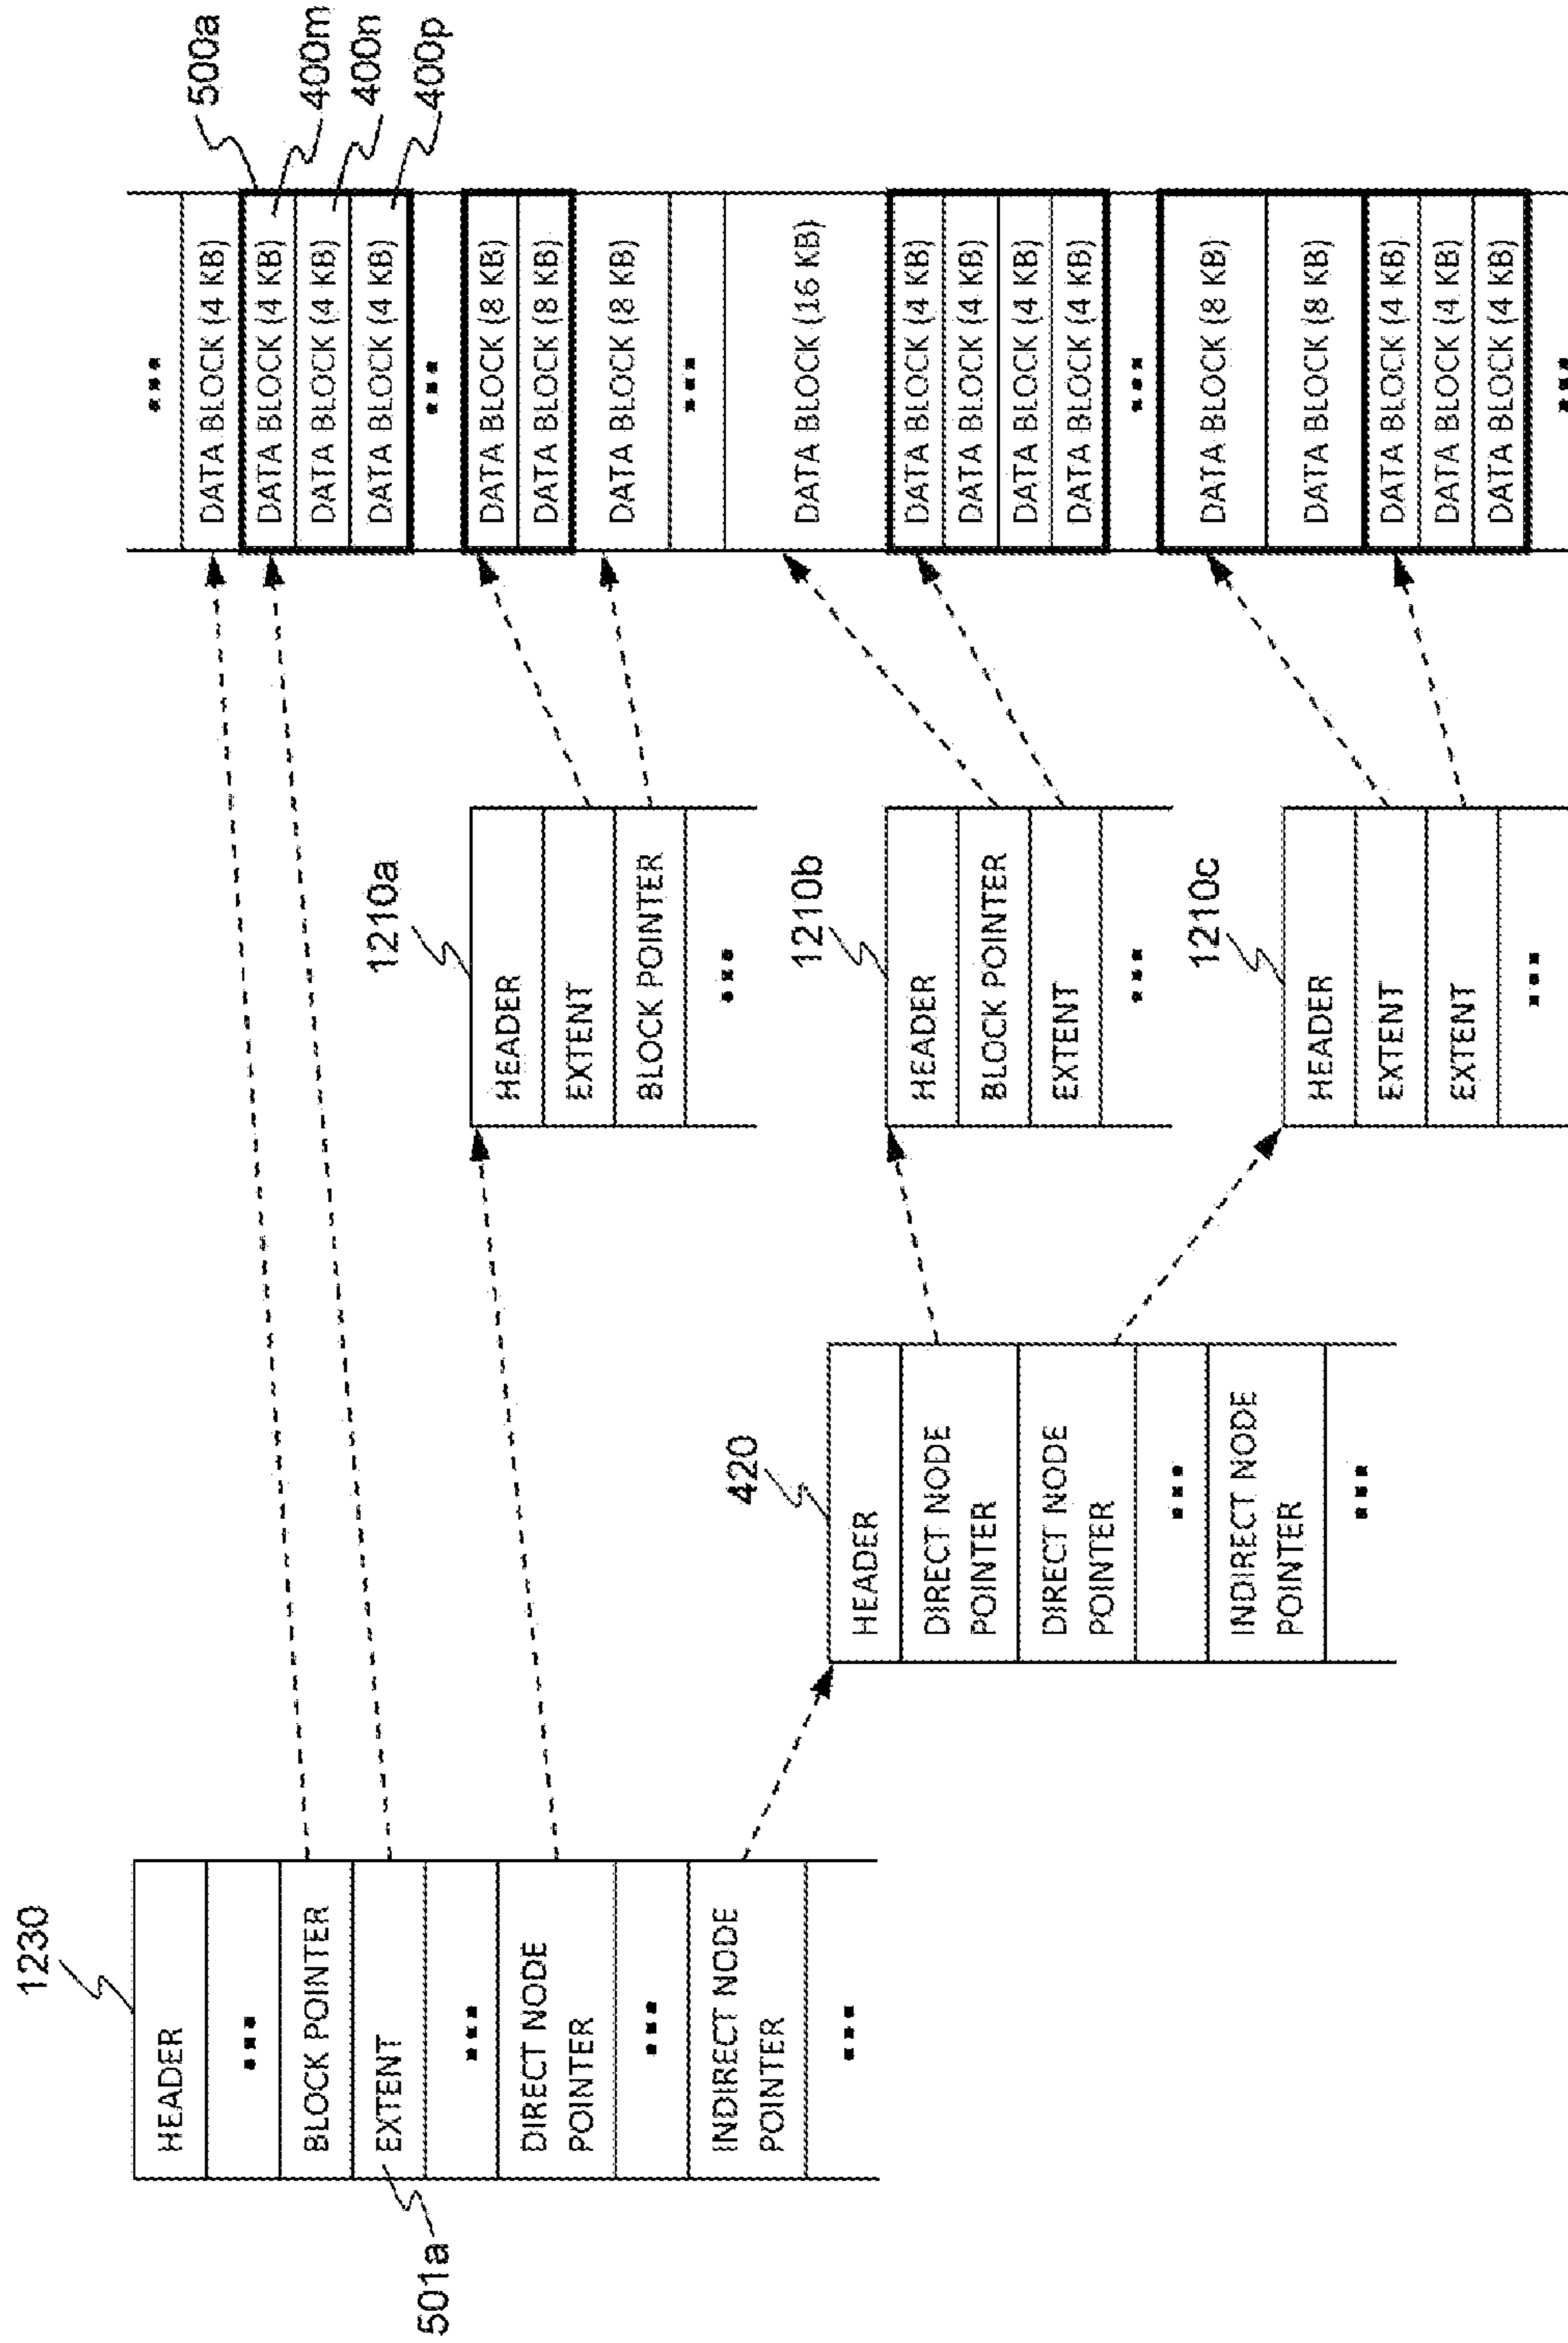 1230
HEADER
...
BLOCK POINTER
EXTENT
501a
...
DIRECT NODE
POINTER
...
INDIRECT NODE
POINTER
...
420
HEADER
DIRECT NODE
POINTER
DIRECT NODE
POINTER
...
INDIRECT NODE
POINTER
...
1210a
HEADER
EXTENT
BLOCK POINTER
...
1210b
HEADER
BLOCK POINTER
EXTENT
...
1210c
HEADER
EXTENT
EXTENT
...
...
DATA BLOCK (4 KB)
DATA BLOCK (4 KB)
DATA BLOCK (4 KB)
DATA BLOCK (4 KB)
...
DATA BLOCK (8 KB)
DATA BLOCK (8 KB)
DATA BLOCK (8 KB)
...
DATA BLOCK (16 KB)
DATA BLOCK (4 KB)
DATA BLOCK (4 KB)
DATA BLOCK (4 KB)
DATA BLOCK (4 KB)
...
DATA BLOCK (8 KB)
DATA BLOCK (8 KB)
DATA BLOCK (4 KB)
DATA BLOCK (4 KB)
DATA BLOCK (4 KB)
...
500a
400m
400n
400p